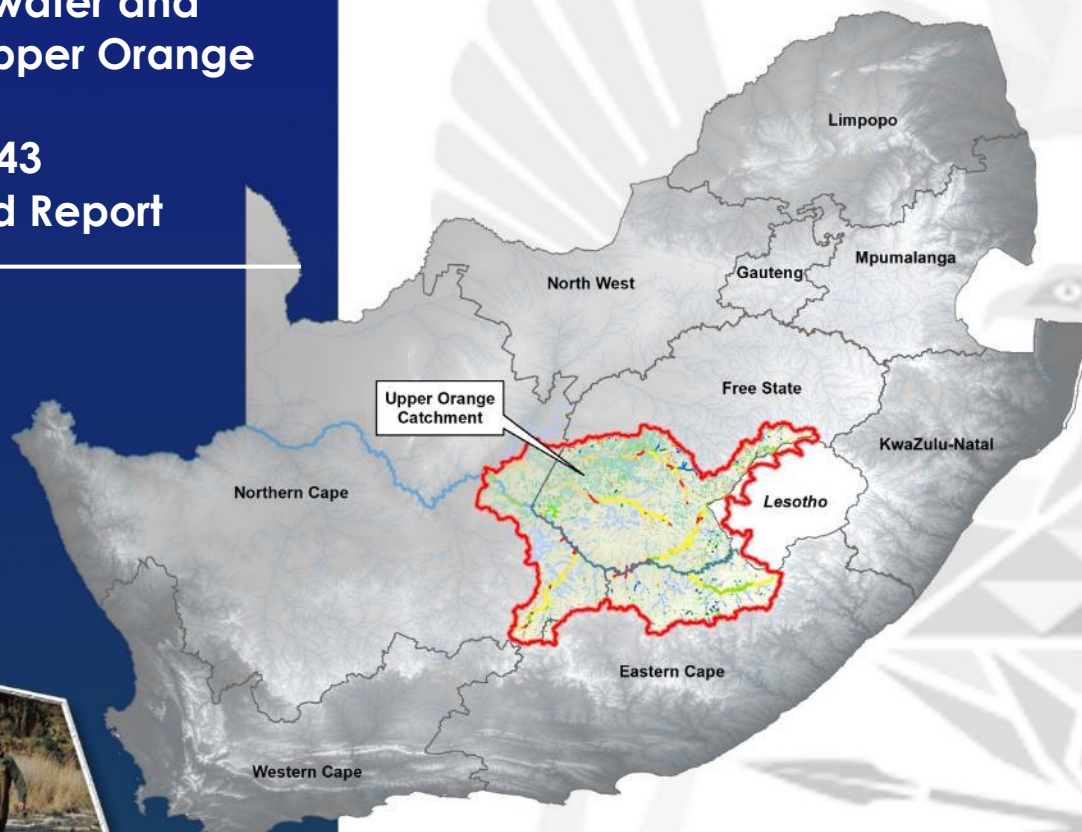 water and
pper Orange
43
d Report
Limpopo
Mpumalanga
Gauteng
North West
Free State
Upper Orange
Catchment
KwaZulu-Natal
Northern Cape
Lesotho
Eastern Cape
Western Cape